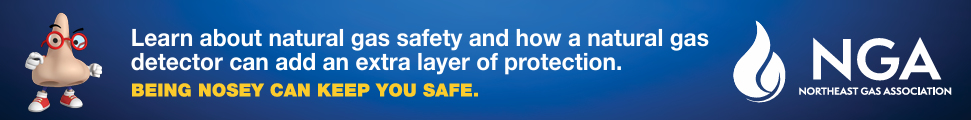 Learn about natural gas safety and how a natural gas
detector can add an extra layer of protection.
BEING NOSEY CAN KEEP YOU SAFE.
NGA
NORTHEAST GAS ASSOCIATION